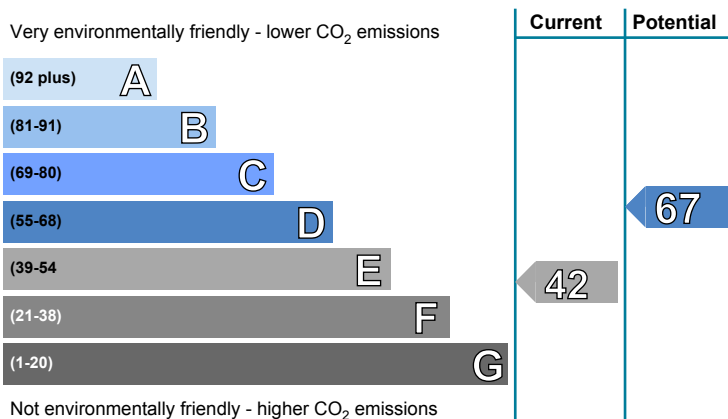 Current Potential
Very environmentally friendly - lower CO2 emissions
(92 plus) A
(81-91) B
(69-80) C
(55-68) D
67
(39-54 E
42
(21-38) F
(1-20) G
Not environmentally friendly - higher CO2 emissions